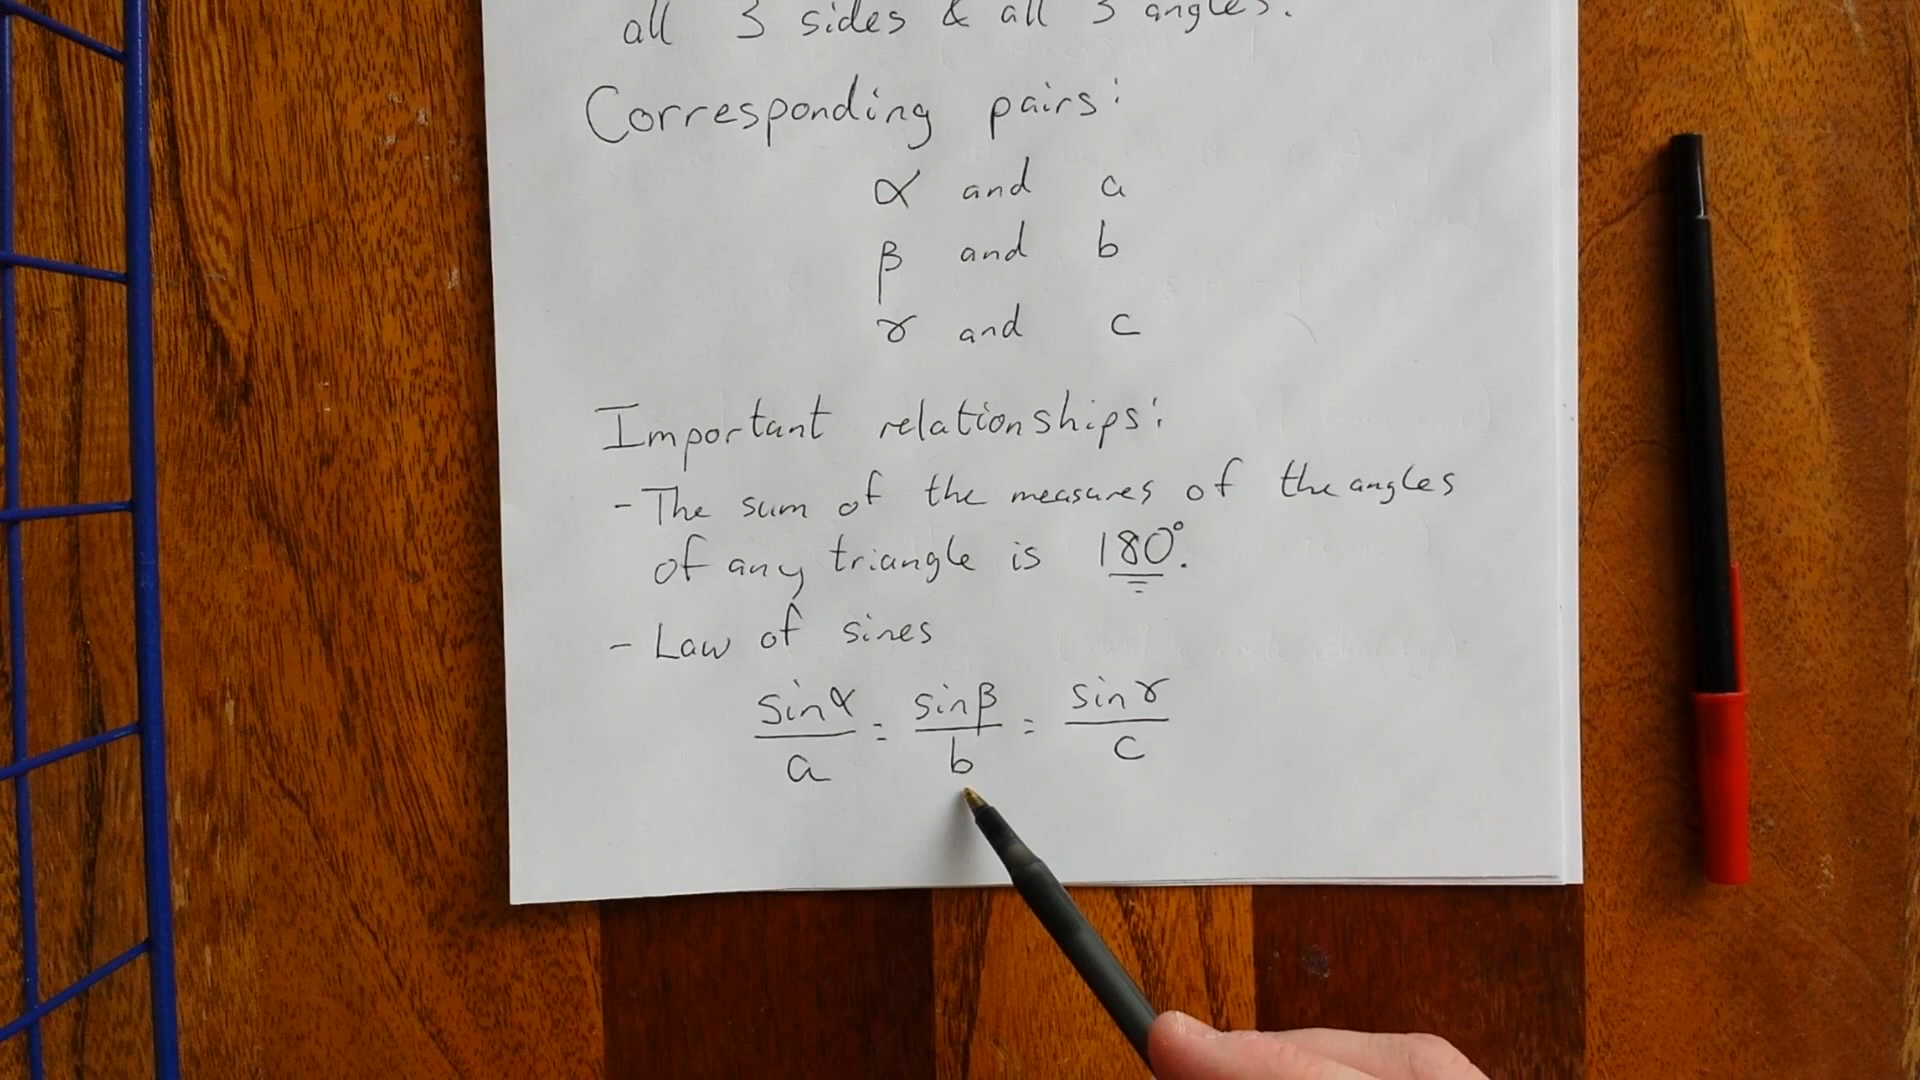 all 3 sides & all 3 angles.
Corresponding pairs:
α and a
β and b
γ and c
Important relationships:
- The sum of the measures of the angles
of any triangle is 180°.
- Law of sines
sinα/a = sinβ/b = sinγ/c